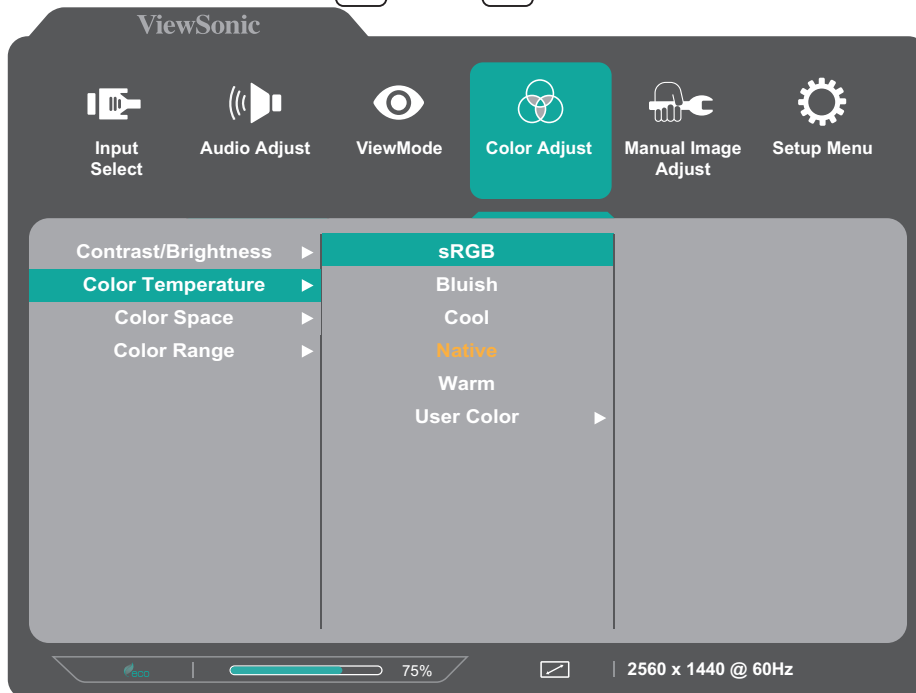 ViewSonic
Input
Select
Audio Adjust
ViewMode
Color Adjust
Manual Image
Adjust
Setup Menu
Contrast/Brightness ▶
Color Temperature ▶
Color Space ▶
Color Range ▶
sRGB
Bluish
Cool
Native
Warm
User Color ▶
eco
75%
2560 x 1440 @ 60Hz